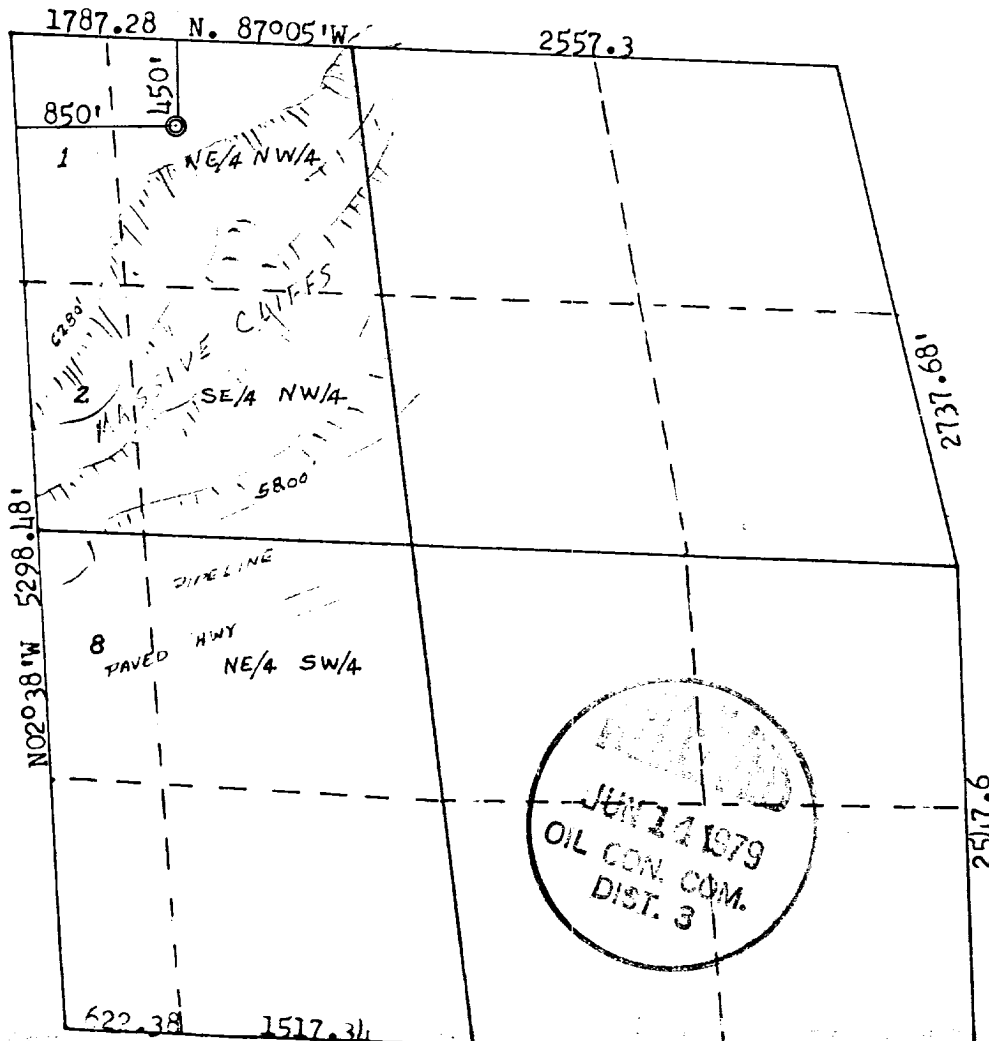 1787.28 N. 87°05'W 2557.3
450'
850'
1
NE/4 NW/4
6280'
MASSIVE CLIFFS
2737.68'
2
SE/4 NW/4
5800'
N02°38'W 5298.48'
PIPELINE
8
PAVED HWY
NE/4 SW/4
JUN 14 1979
OIL CON. COM.
DIST. 3
2547.6
622.38 1517.34